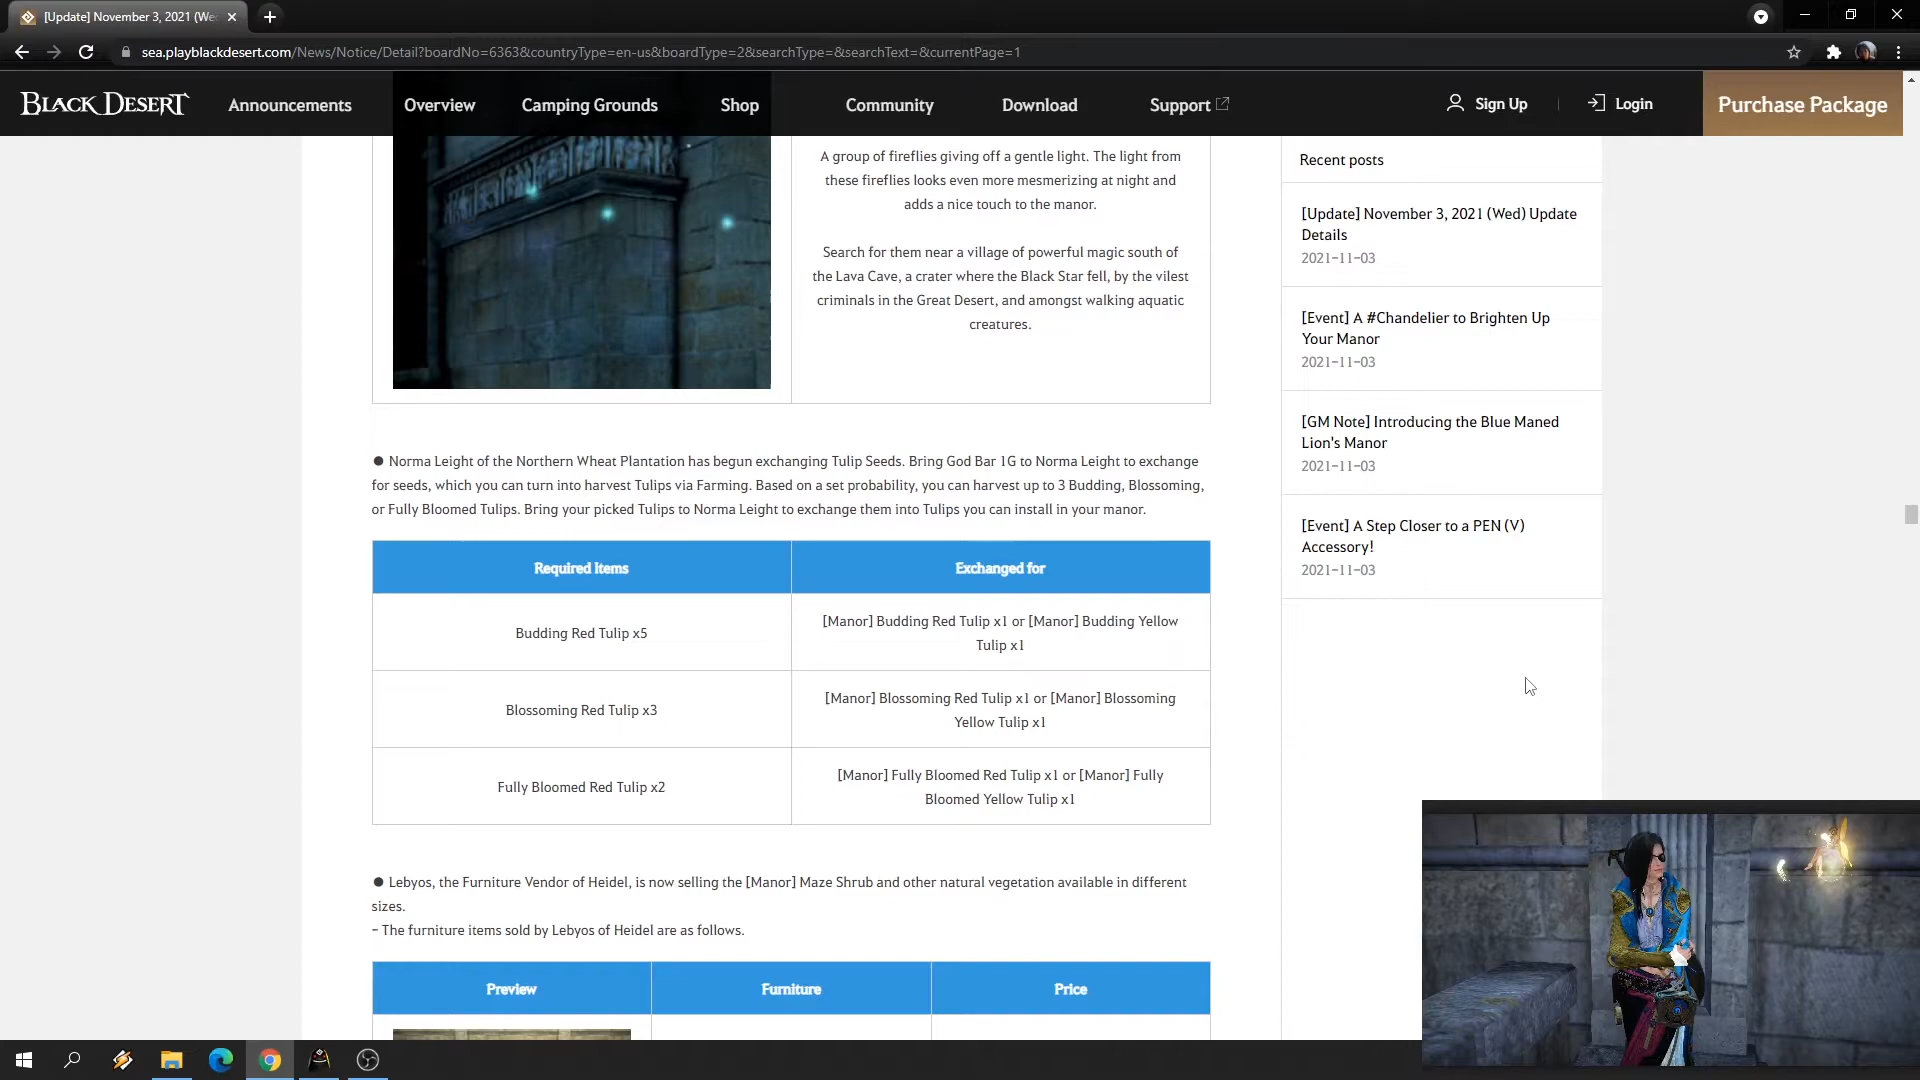 [Update] November 3, 2021 (We
sea.playblackdesert.com/News/Notice/Detail?boardNo=6363&countryType=en-us&boardType=2&searchType=&searchText=&currentPage=1
BLACK DESERT
Announcements
Overview
Camping Grounds
Shop
Community
Download
Support
Sign Up
Login
Purchase Package
A group of fireflies giving off a gentle light. The light from
these fireflies looks even more mesmerizing at night and
adds a nice touch to the manor.
Search for them near a village of powerful magic south of
the Lava Cave, a crater where the Black Star fell, by the vilest
criminals in the Great Desert, and amongst walking aquatic
creatures.
● Norma Leight of the Northern Wheat Plantation has begun exchanging Tulip Seeds. Bring God Bar 1G to Norma Leight to exchange
for seeds, which you can turn into harvest Tulips via Farming. Based on a set probability, you can harvest up to 3 Budding, Blossoming,
or Fully Bloomed Tulips. Bring your picked Tulips to Norma Leight to exchange them into Tulips you can install in your manor.
Required Items
Exchanged for
Budding Red Tulip x5
[Manor] Budding Red Tulip x1 or [Manor] Budding Yellow
Tulip x1
Blossoming Red Tulip x3
[Manor] Blossoming Red Tulip x1 or [Manor] Blossoming
Yellow Tulip x1
Fully Bloomed Red Tulip x2
[Manor] Fully Bloomed Red Tulip x1 or [Manor] Fully
Bloomed Yellow Tulip x1
● Lebyos, the Furniture Vendor of Heidel, is now selling the [Manor] Maze Shrub and other natural vegetation available in different
sizes.
- The furniture items sold by Lebyos of Heidel are as follows.
Preview
Furniture
Price
Recent posts
[Update] November 3, 2021 (Wed) Update
Details
2021-11-03
[Event] A #Chandelier to Brighten Up
Your Manor
2021-11-03
[GM Note] Introducing the Blue Maned
Lion's Manor
2021-11-03
[Event] A Step Closer to a PEN (V)
Accessory!
2021-11-03